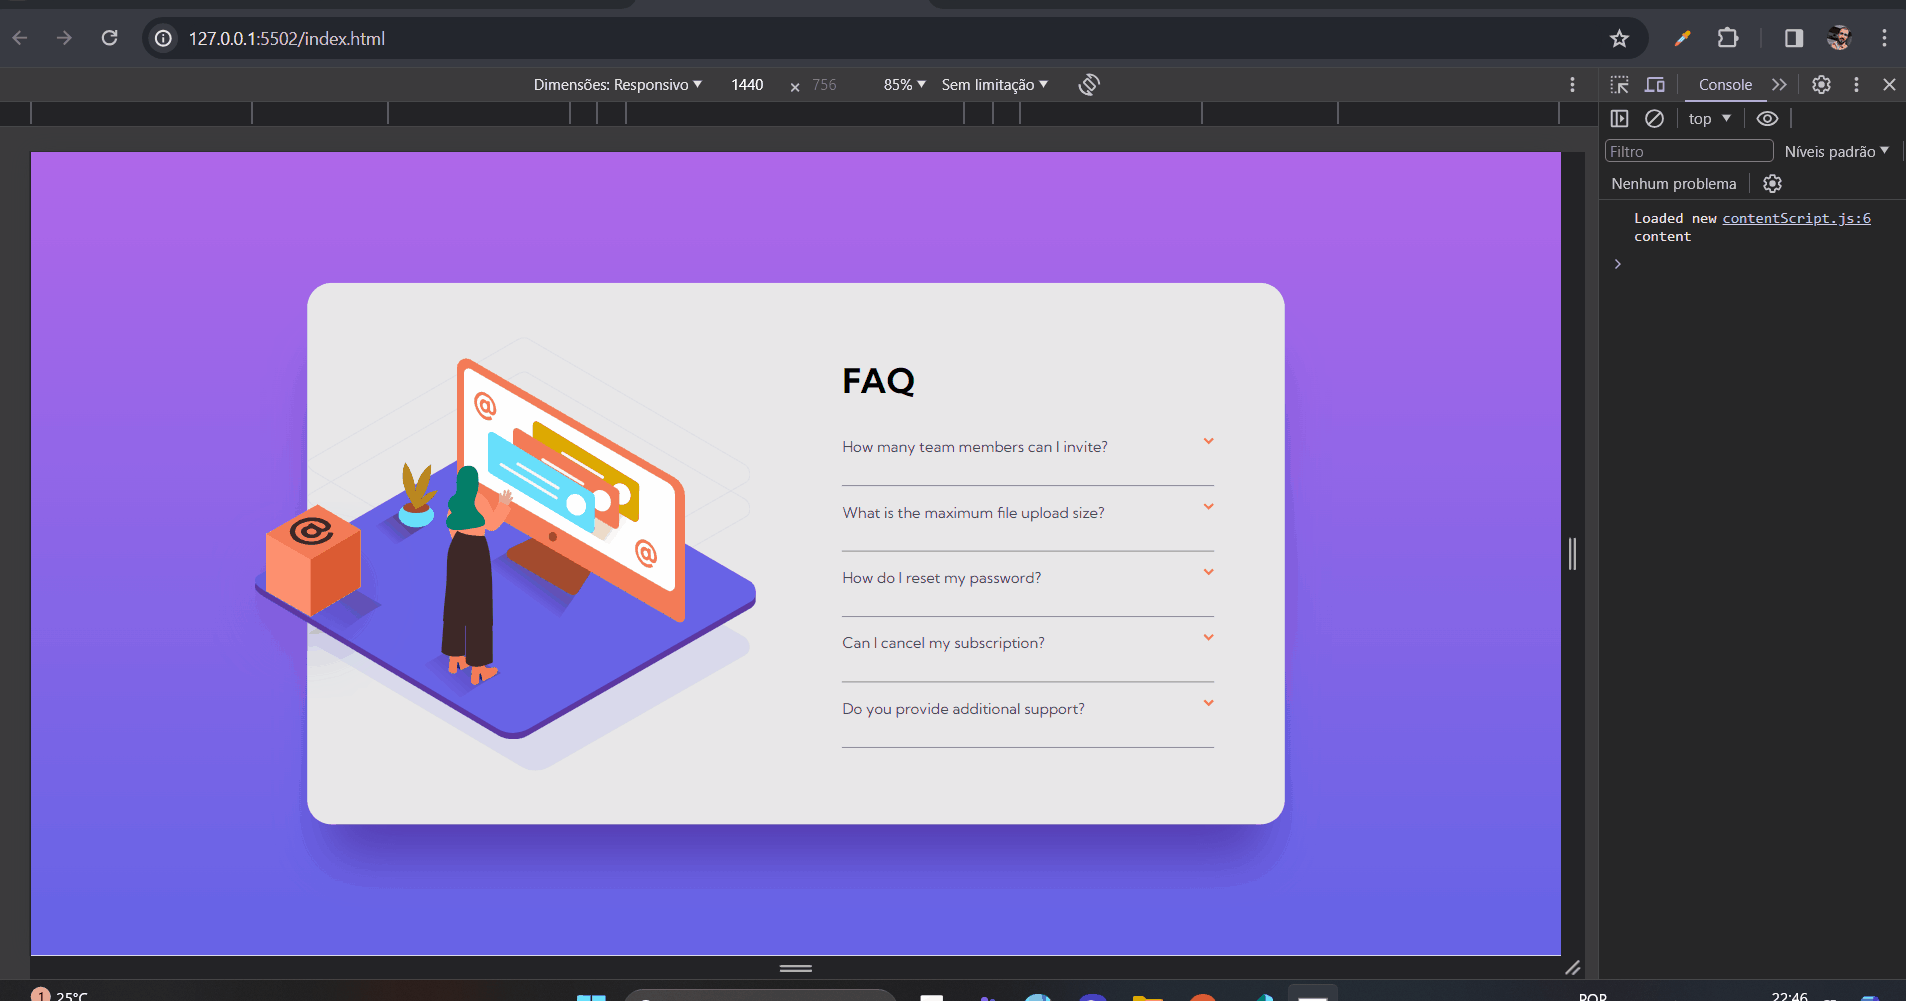 127.0.0.1:5502/index.html
Dimensões: Responsivo 1440 × 756 85% Sem limitação
Console
top
Filtro
Níveis padrão
Nenhum problema
Loaded new contentScript.js:6
content
FAQ
@
@
@
How many team members can I invite?
What is the maximum file upload size?
How do I reset my password?
Can I cancel my subscription?
Do you provide additional support?
1
25°C
POR
22:46